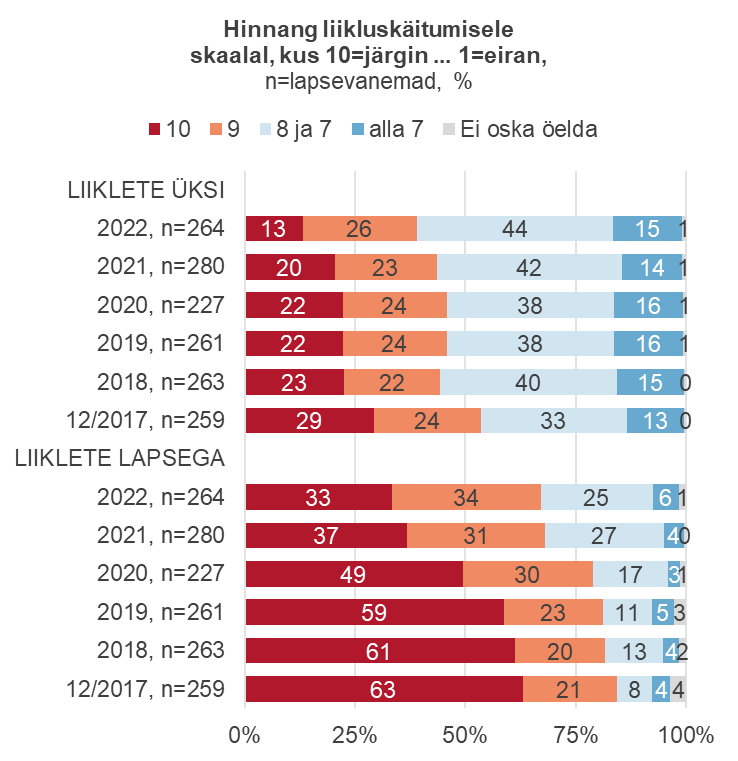 Hinnang liikluskäitumisele
skaalal, kus 10=järgin ... 1=eiran,
n=lapsevanemad, %
10 9 8 ja 7 alla 7 Ei oska öelda
LIIKLETE ÜKSI
2022, n=264 13 26 44 15 1
2021, n=280 20 23 42 14 1
2020, n=227 22 24 38 16 1
2019, n=261 22 24 38 16 1
2018, n=263 23 22 40 15 0
12/2017, n=259 29 24 33 13 0
LIIKLETE LAPSEGA
2022, n=264 33 34 25 6 1
2021, n=280 37 31 27 4 0
2020, n=227 49 30 17 3 1
2019, n=261 59 23 11 5 3
2018, n=263 61 20 13 4 2
12/2017, n=259 63 21 8 4 4
0% 25% 50% 75% 100%